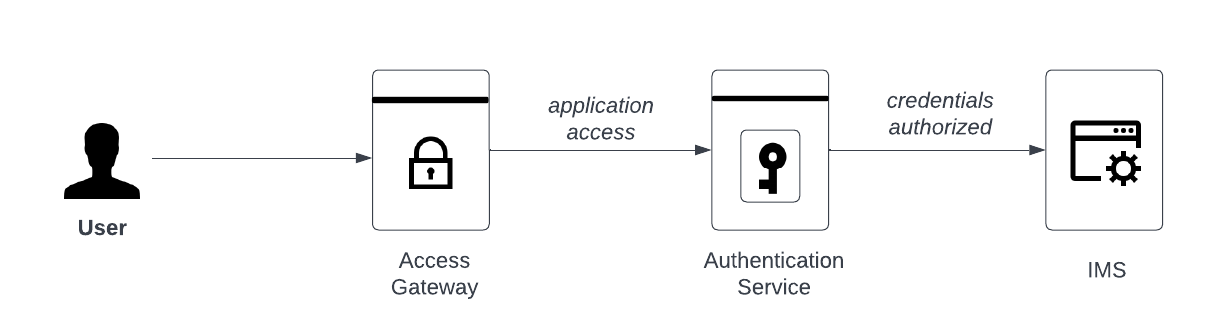 application
access
credentials
authorized
User
Access
Gateway
Authentication
Service
IMS